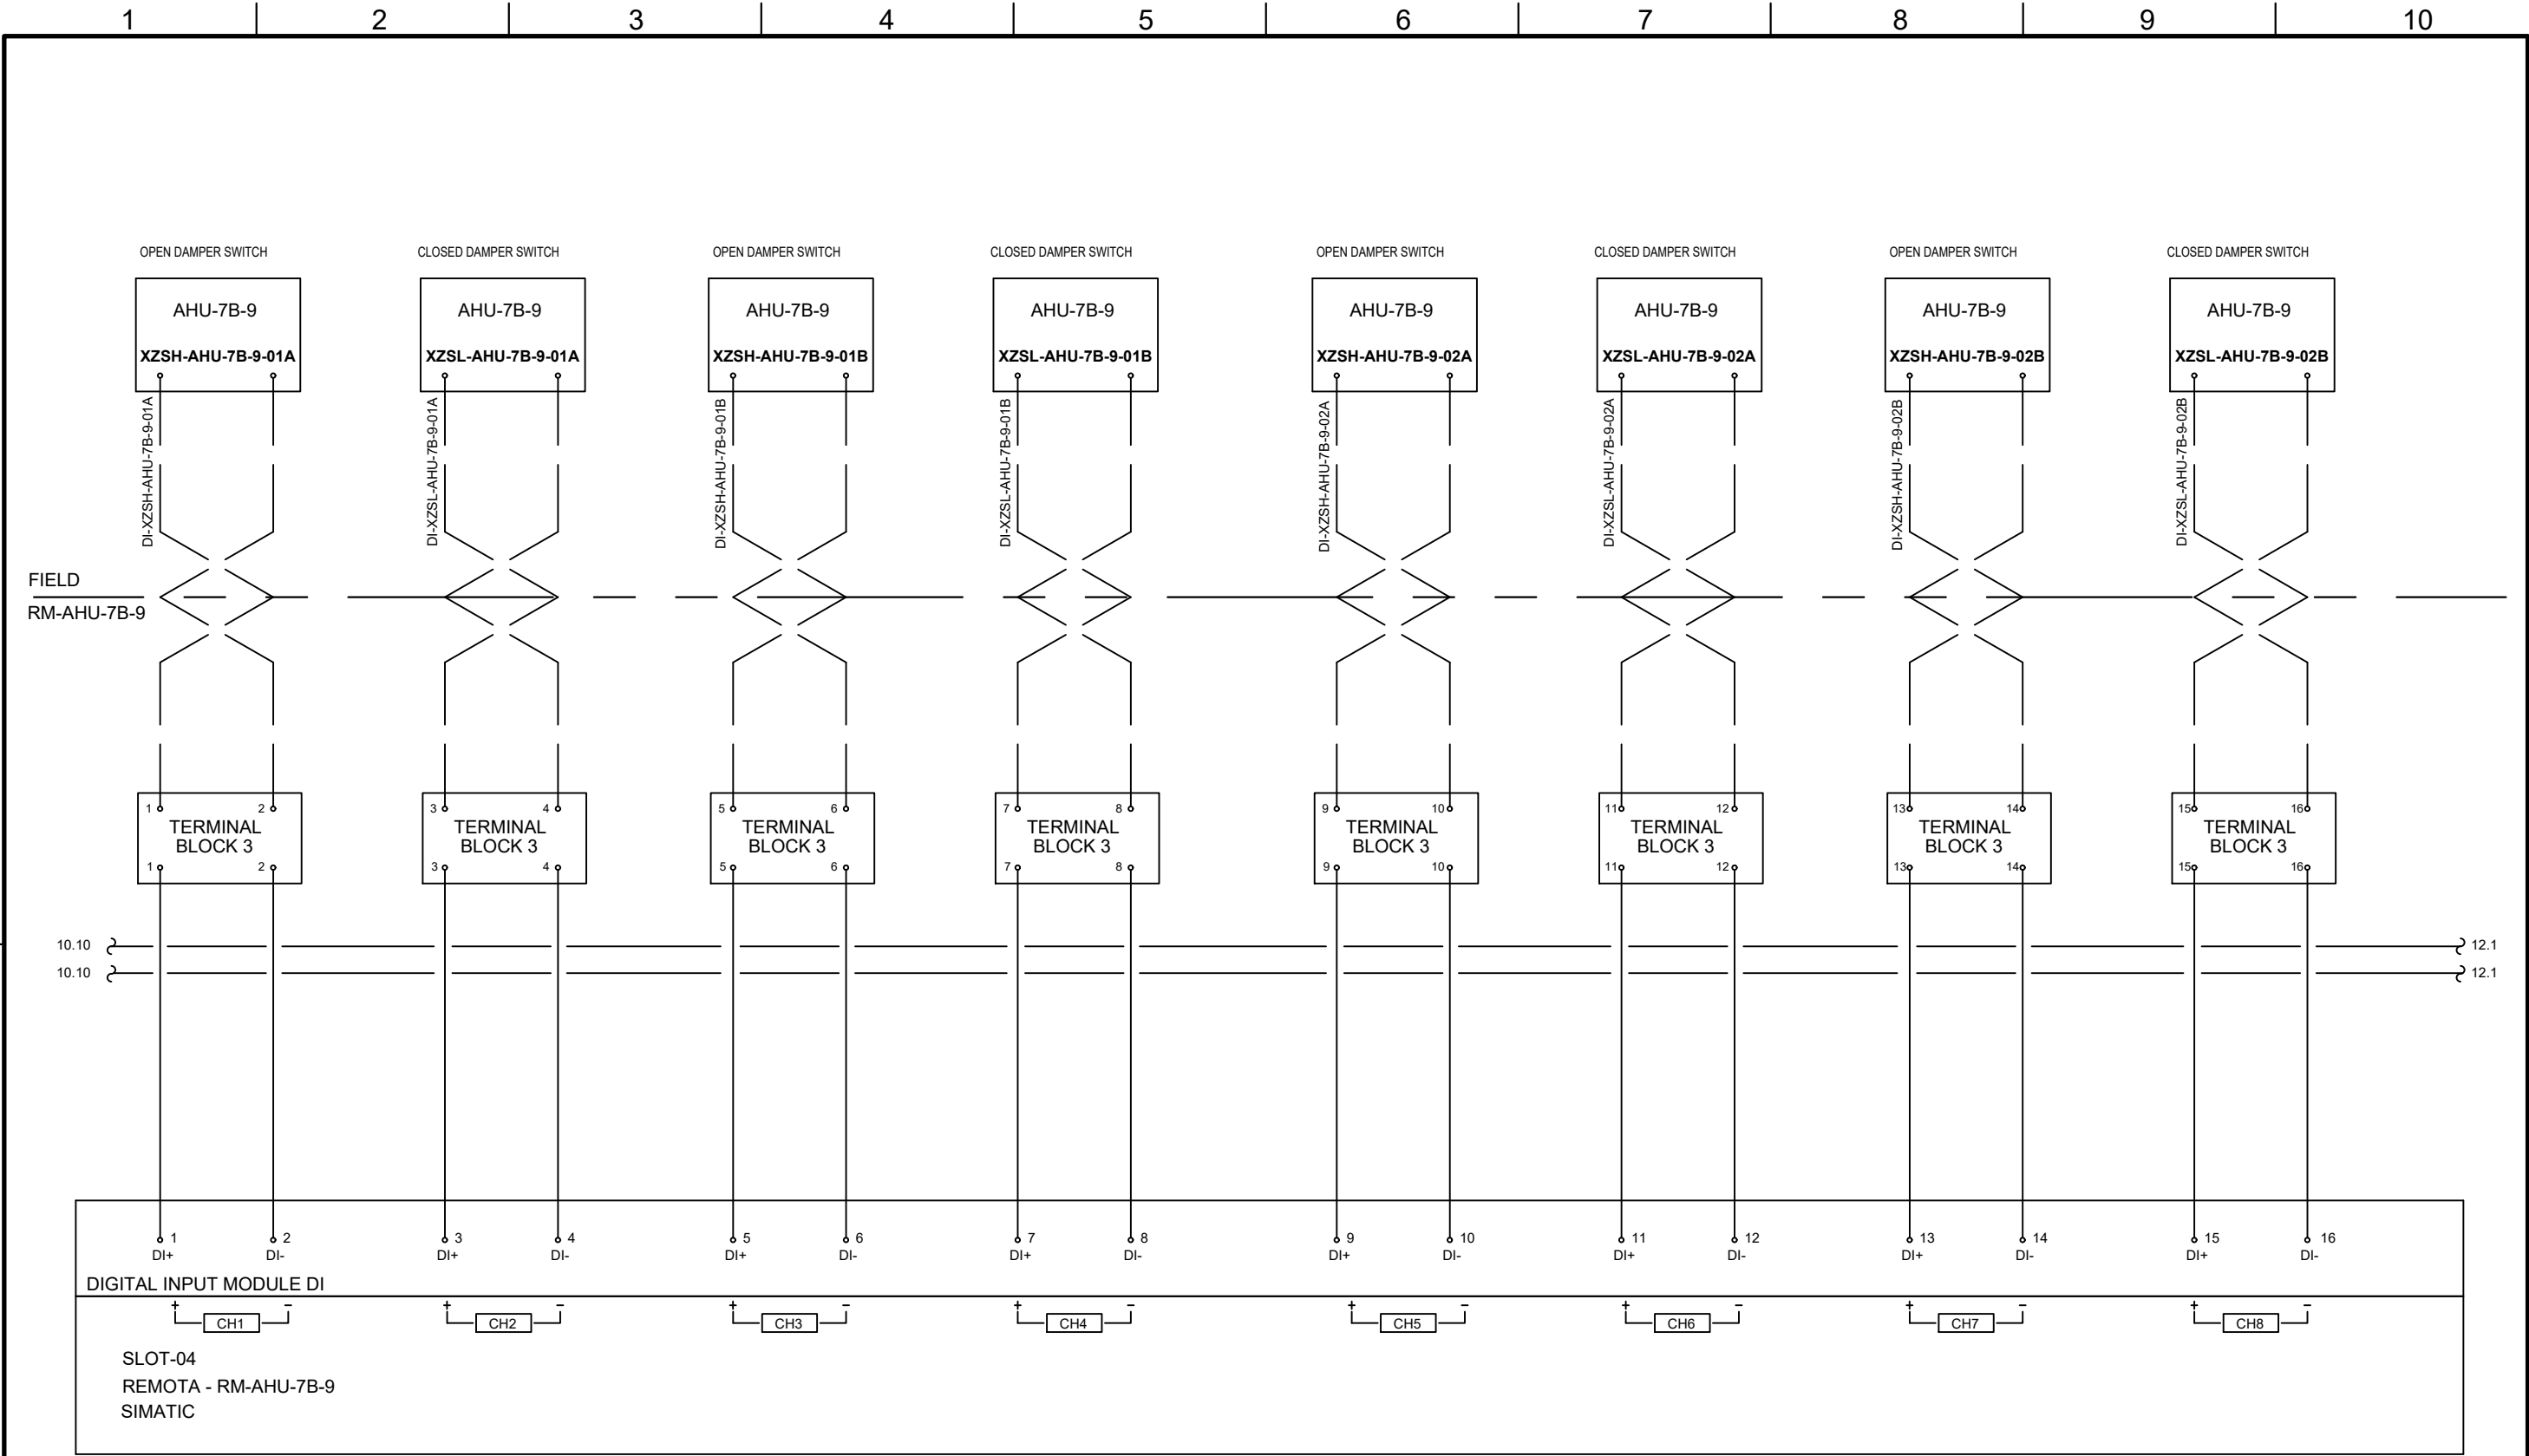 1 2 3 4 5 6 7 8 9 10
OPEN DAMPER SWITCH CLOSED DAMPER SWITCH OPEN DAMPER SWITCH CLOSED DAMPER SWITCH OPEN DAMPER SWITCH CLOSED DAMPER SWITCH OPEN DAMPER SWITCH CLOSED DAMPER SWITCH
AHU-7B-9 AHU-7B-9 AHU-7B-9 AHU-7B-9 AHU-7B-9 AHU-7B-9 AHU-7B-9 AHU-7B-9
XZSH-AHU-7B-9-01A XZSL-AHU-7B-9-01A XZSH-AHU-7B-9-01B XZSL-AHU-7B-9-01B XZSH-AHU-7B-9-02A XZSL-AHU-7B-9-02A XZSH-AHU-7B-9-02B XZSL-AHU-7B-9-02B
DI-XZSH-AHU-7B-9-01A
DI-XZSL-AHU-7B-9-01A
DI-XZSH-AHU-7B-9-01B
DI-XZSL-AHU-7B-9-01B
DI-XZSH-AHU-7B-9-02A
DI-XZSL-AHU-7B-9-02A
DI-XZSH-AHU-7B-9-02B
DI-XZSL-AHU-7B-9-02B
FIELD
RM-AHU-7B-9
1 2 3 4 5 6 7 8 9 10 11 12 13 14 15 16
TERMINAL TERMINAL TERMINAL TERMINAL TERMINAL TERMINAL TERMINAL TERMINAL
BLOCK 3 BLOCK 3 BLOCK 3 BLOCK 3 BLOCK 3 BLOCK 3 BLOCK 3 BLOCK 3
1 2 3 4 5 6 7 8 9 10 11 12 13 14 15 16
10.10 12.1
10.10 12.1
1 2 3 4 5 6 7 8 9 10 11 12 13 14 15 16
DI+ DI- DI+ DI- DI+ DI- DI+ DI- DI+ DI- DI+ DI- DI+ DI- DI+ DI-
DIGITAL INPUT MODULE DI
+ - + - + - + - + - + - + - + -
CH1 CH2 CH3 CH4 CH5 CH6 CH7 CH8
SLOT-04
REMOTA - RM-AHU-7B-9
SIMATIC